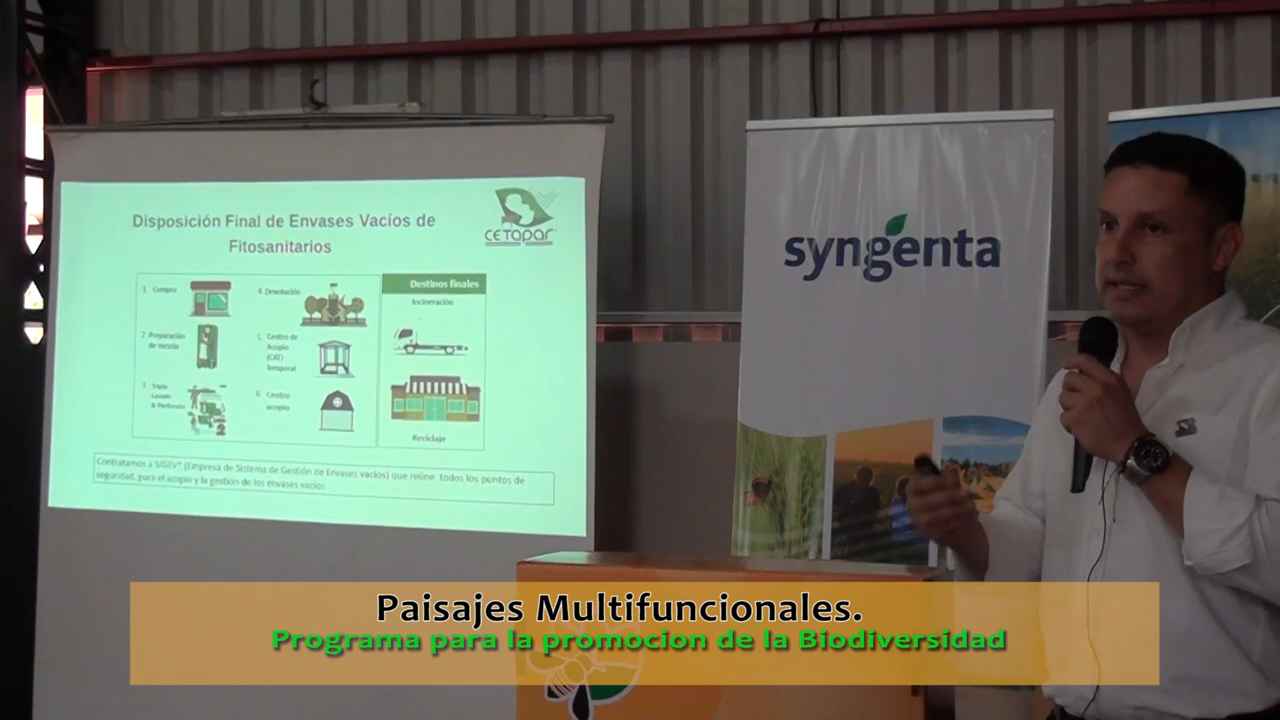 Disposición Final de Envases Vacíos de
Fitosanitarios
CETAPAR
1 Compra
2 Preparación
de mezcla
3 Triple
Lavado
& Perforado
4 Devolución
5 Centro de
Acopio
(CAT)
Temporal
6 Centro
acopio
Destinos finales
Incineración
Reciclaje
Contratamos a SIGEV* (Empresa de Sistema de Gestión de Envases vacíos) que reúne todos los puntos de
seguridad, para el acopio y la gestión de los envases vacíos
syngenta
Paisajes Multifuncionales.
Programa para la promocion de la Biodiversidad